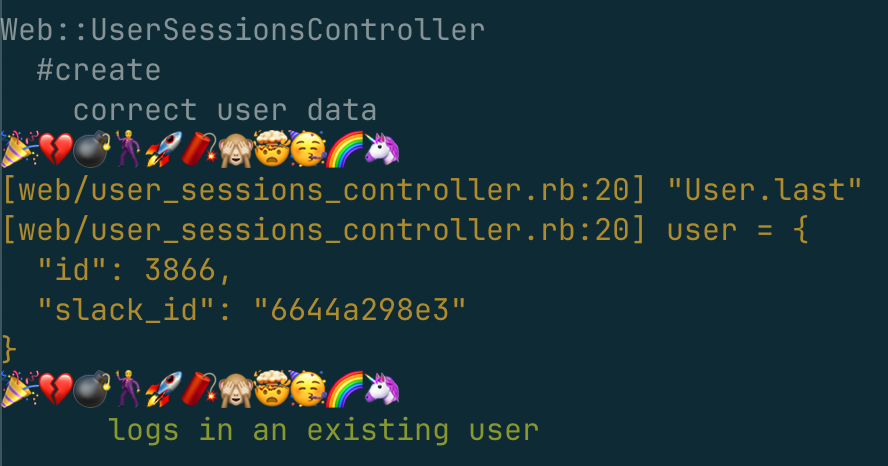 Web::UserSessionsController
#create
correct user data
🎉💔💣🕺🚀🧨🙈🤯🥳🌈🦄
[web/user_sessions_controller.rb:20] "User.last"
[web/user_sessions_controller.rb:20] user = {
"id": 3866,
"slack_id": "6644a298e3"
}
🎉💔💣🕺🚀🧨🙈🤯🥳🌈🦄
logs in an existing user